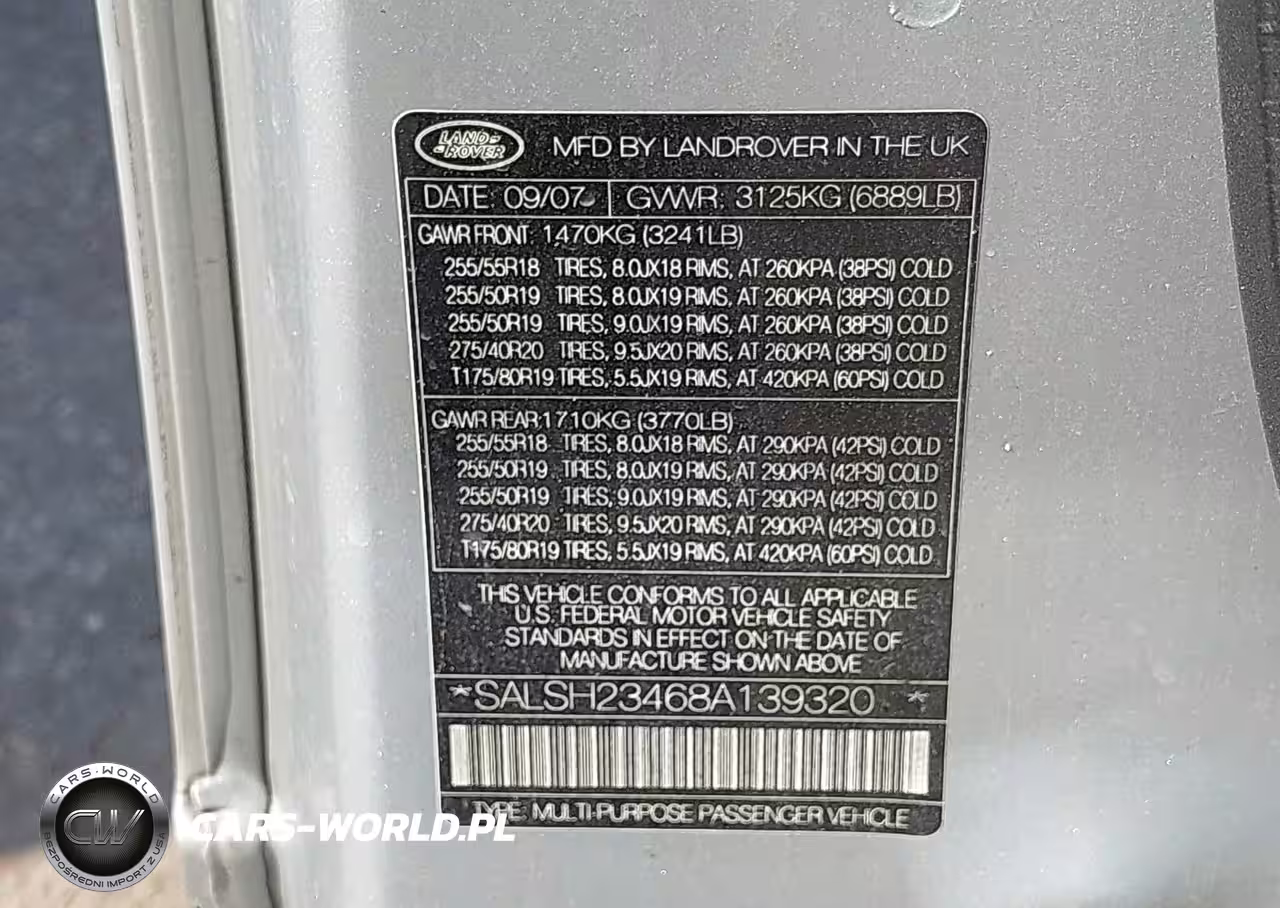 LAND-
-ROVER
MFD BY LANDROVER IN THE UK
DATE: 09/07 GVWR: 3125KG (6889LB)
GAWR FRONT: 1470KG (3241LB)
255/55R18 TIRES, 8.0JX18 RIMS, AT 260KPA (38PSI) COLD
255/50R19 TIRES, 8.0JX19 RIMS, AT 260KPA (38PSI) COLD
255/50R19 TIRES, 9.0JX19 RIMS, AT 260KPA (38PSI) COLD
275/40R20 TIRES, 9.5JX20 RIMS, AT 260KPA (38PSI) COLD
T175/80R19 TIRES, 5.5JX19 RIMS, AT 420KPA (60PSI) COLD
GAWR REAR:1710KG (3770LB)
255/55R18 TIRES, 8.0JX18 RIMS, AT 290KPA (42PSI) COLD
255/50R19 TIRES, 8.0JX19 RIMS, AT 290KPA (42PSI) COLD
255/50R19 TIRES, 9.0JX19 RIMS, AT 290KPA (42PSI) COLD
275/40R20 TIRES, 9.5JX20 RIMS, AT 290KPA (42PSI) COLD
T175/80R19 TIRES, 5.5JX19 RIMS, AT 420KPA (60PSI) COLD
THIS VEHICLE CONFORMS TO ALL APPLICABLE
U.S. FEDERAL MOTOR VEHICLE SAFETY
STANDARDS IN EFFECT ON THE DATE OF
MANUFACTURE SHOWN ABOVE
*SALSH23468A139320 *
TYPE: MULTI-PURPOSE PASSENGER VEHICLE
CARS-WORLD
CW
BEZPOŚREDNI IMPORT Z USA
CARS-WORLD.PL